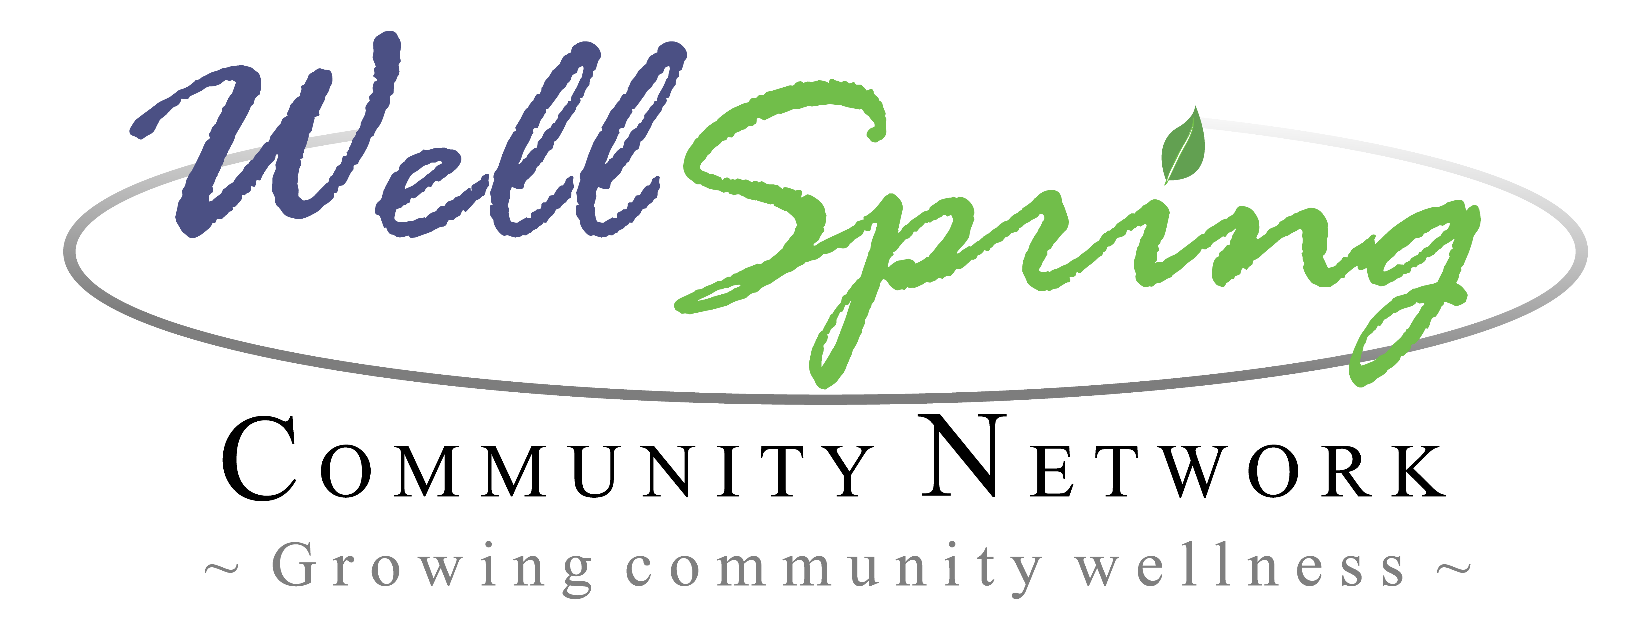 WellSpring
COMMUNITY NETWORK
~ Growing community wellness ~